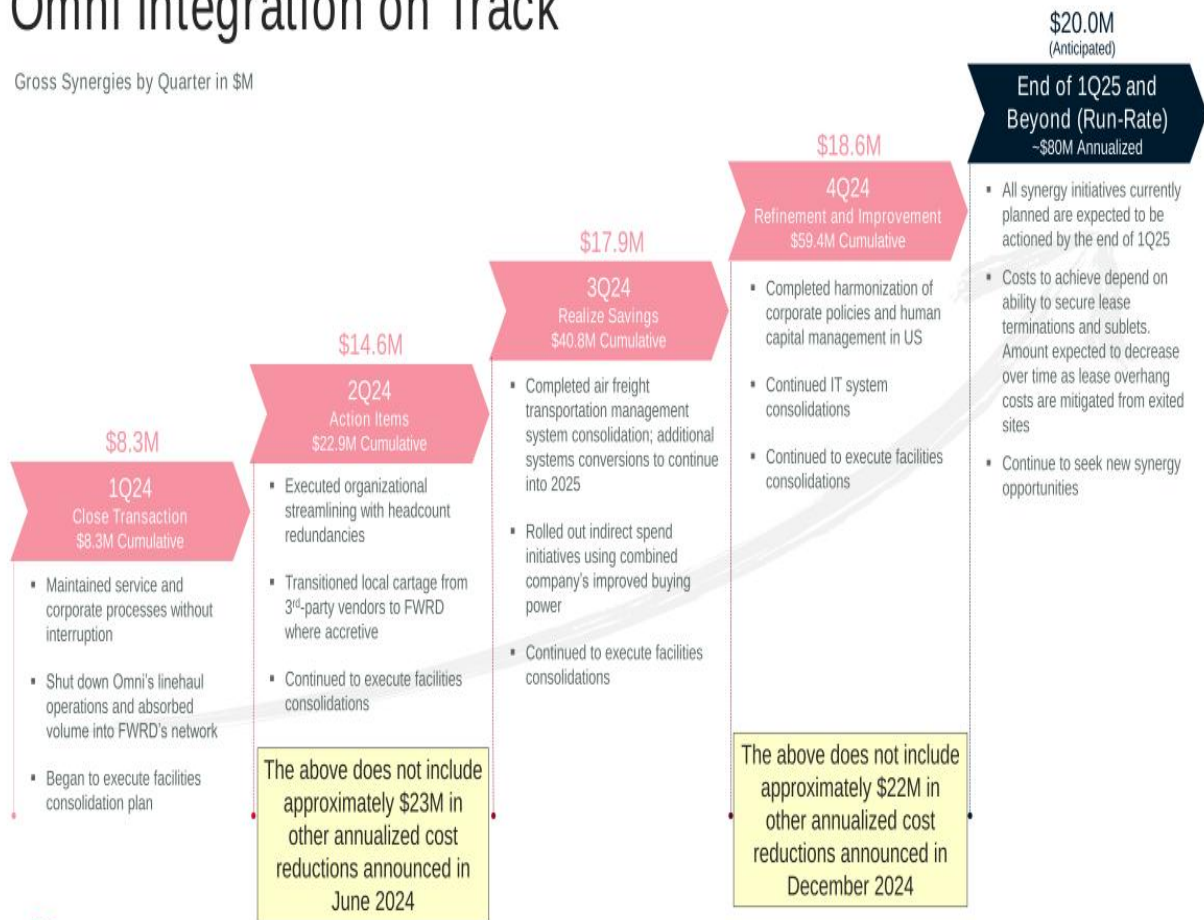 Omni Integration on Track
Gross Synergies by Quarter in $M
$8.3M
1Q24
Close Transaction
$8.3M Cumulative
▪ Maintained service and
corporate processes without
interruption
▪ Shut down Omni's linehaul
operations and absorbed
volume into FWRD's network
▪ Began to execute facilities
consolidation plan
$14.6M
2Q24
Action Items
$22.9M Cumulative
▪ Executed organizational
streamlining with headcount
redundancies
▪ Transitioned local cartage from
3rd-party vendors to FWRD
where accretive
▪ Continued to execute facilities
consolidations
The above does not include
approximately $23M in
other annualized cost
reductions announced in
June 2024
$17.9M
3Q24
Realize Savings
$40.8M Cumulative
▪ Completed air freight
transportation management
system consolidation; additional
systems conversions to continue
into 2025
▪ Rolled out indirect spend
initiatives using combined
company's improved buying
power
▪ Continued to execute facilities
consolidations
$18.6M
4Q24
Refinement and Improvement
$59.4M Cumulative
▪ Completed harmonization of
corporate policies and human
capital management in US
▪ Continued IT system
consolidations
▪ Continued to execute facilities
consolidations
The above does not include
approximately $22M in
other annualized cost
reductions announced in
December 2024
$20.0M
(Anticipated)
End of 1Q25 and
Beyond (Run-Rate)
~$80M Annualized
▪ All synergy initiatives currently
planned are expected to be
actioned by the end of 1Q25
▪ Costs to achieve depend on
ability to secure lease
terminations and sublets.
Amount expected to decrease
over time as lease overhang
costs are mitigated from exited
sites
▪ Continue to seek new synergy
opportunities